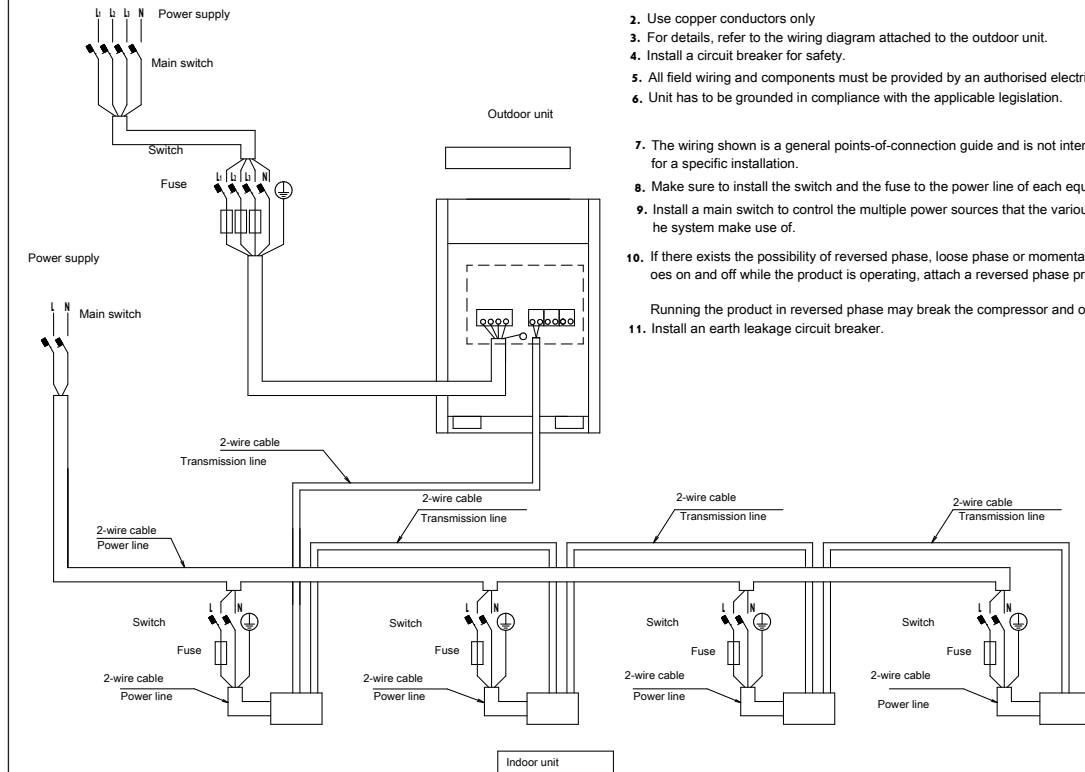 L1 L2 L3 N Power supply
Main switch
Switch
Fuse
L1 L2 L3 N
Outdoor unit
2. Use copper conductors only
3. For details, refer to the wiring diagram attached to the outdoor unit.
4. Install a circuit breaker for safety.
5. All field wiring and components must be provided by an authorised electri
6. Unit has to be grounded in compliance with the applicable legislation.
7. The wiring shown is a general points-of-connection guide and is not inter
for a specific installation.
8. Make sure to install the switch and the fuse to the power line of each equ
9. Install a main switch to control the multiple power sources that the variou
he system make use of.
10. If there exists the possibility of reversed phase, loose phase or momenta
oes on and off while the product is operating, attach a reversed phase pr
Running the product in reversed phase may break the compressor and o
11. Install an earth leakage circuit breaker.
Power supply
L N
Main switch
2-wire cable
Transmission line
2-wire cable
Transmission line
2-wire cable
Transmission line
2-wire cable
Transmission line
2-wire cable
Power line
L N
Switch
Fuse
2-wire cable
Power line
L N
Switch
Fuse
2-wire cable
Power line
L N
Switch
Fuse
2-wire cable
Power line
L N
Switch
Fuse
2-wire cable
Power line
Indoor unit